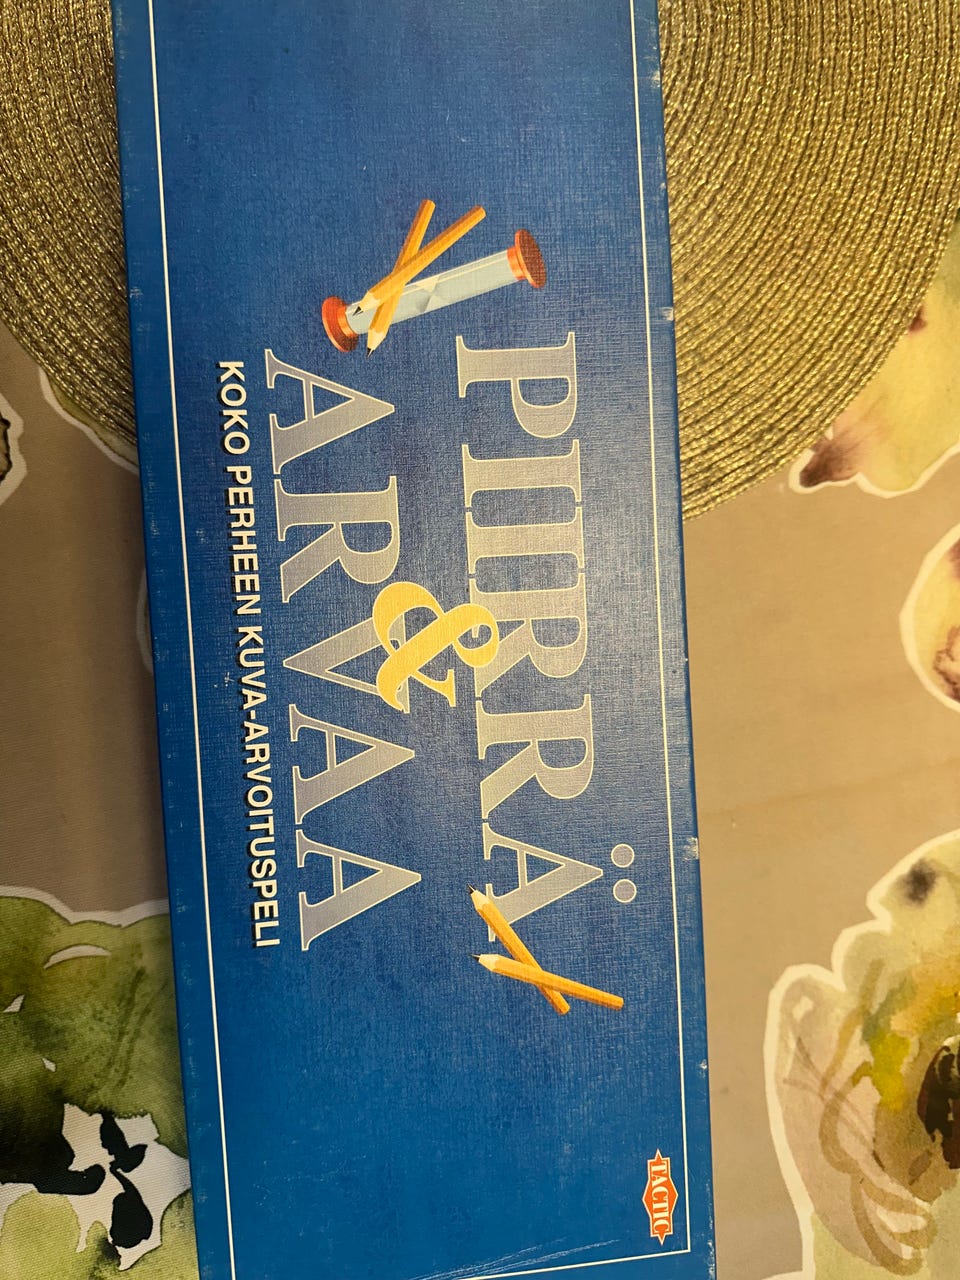 PIIRRÄ
&
ARVAA
KOKO PERHEEN KUVA-ARVOITUSPELI
TACTIC